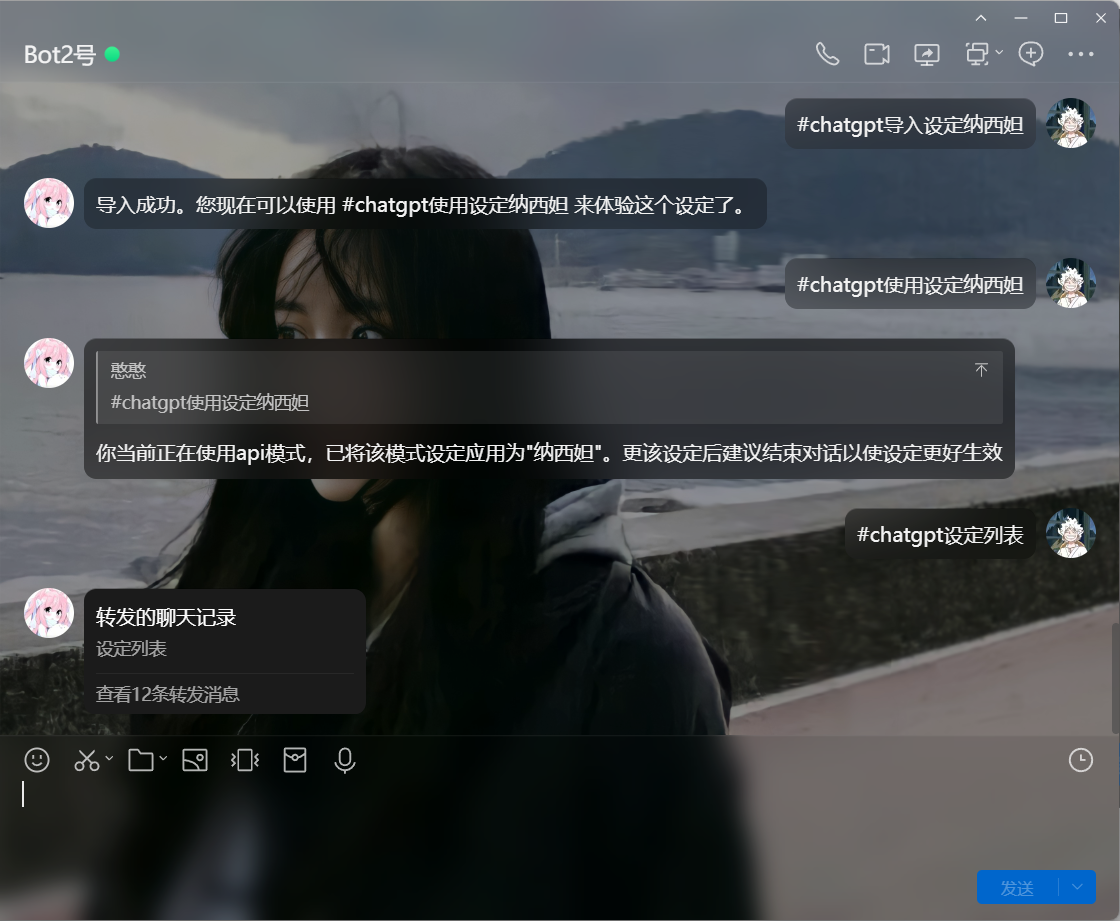 Bot2号
#chatgpt导入设定纳西妲
导入成功。您现在可以使用 #chatgpt使用设定纳西妲 来体验这个设定了。
#chatgpt使用设定纳西妲
憨憨
#chatgpt使用设定纳西妲
你当前正在使用api模式，已将该模式设定应用为"纳西妲"。更该设定后建议结束对话以使设定更好生效
#chatgpt设定列表
转发的聊天记录
设定列表
查看12条转发消息
发送